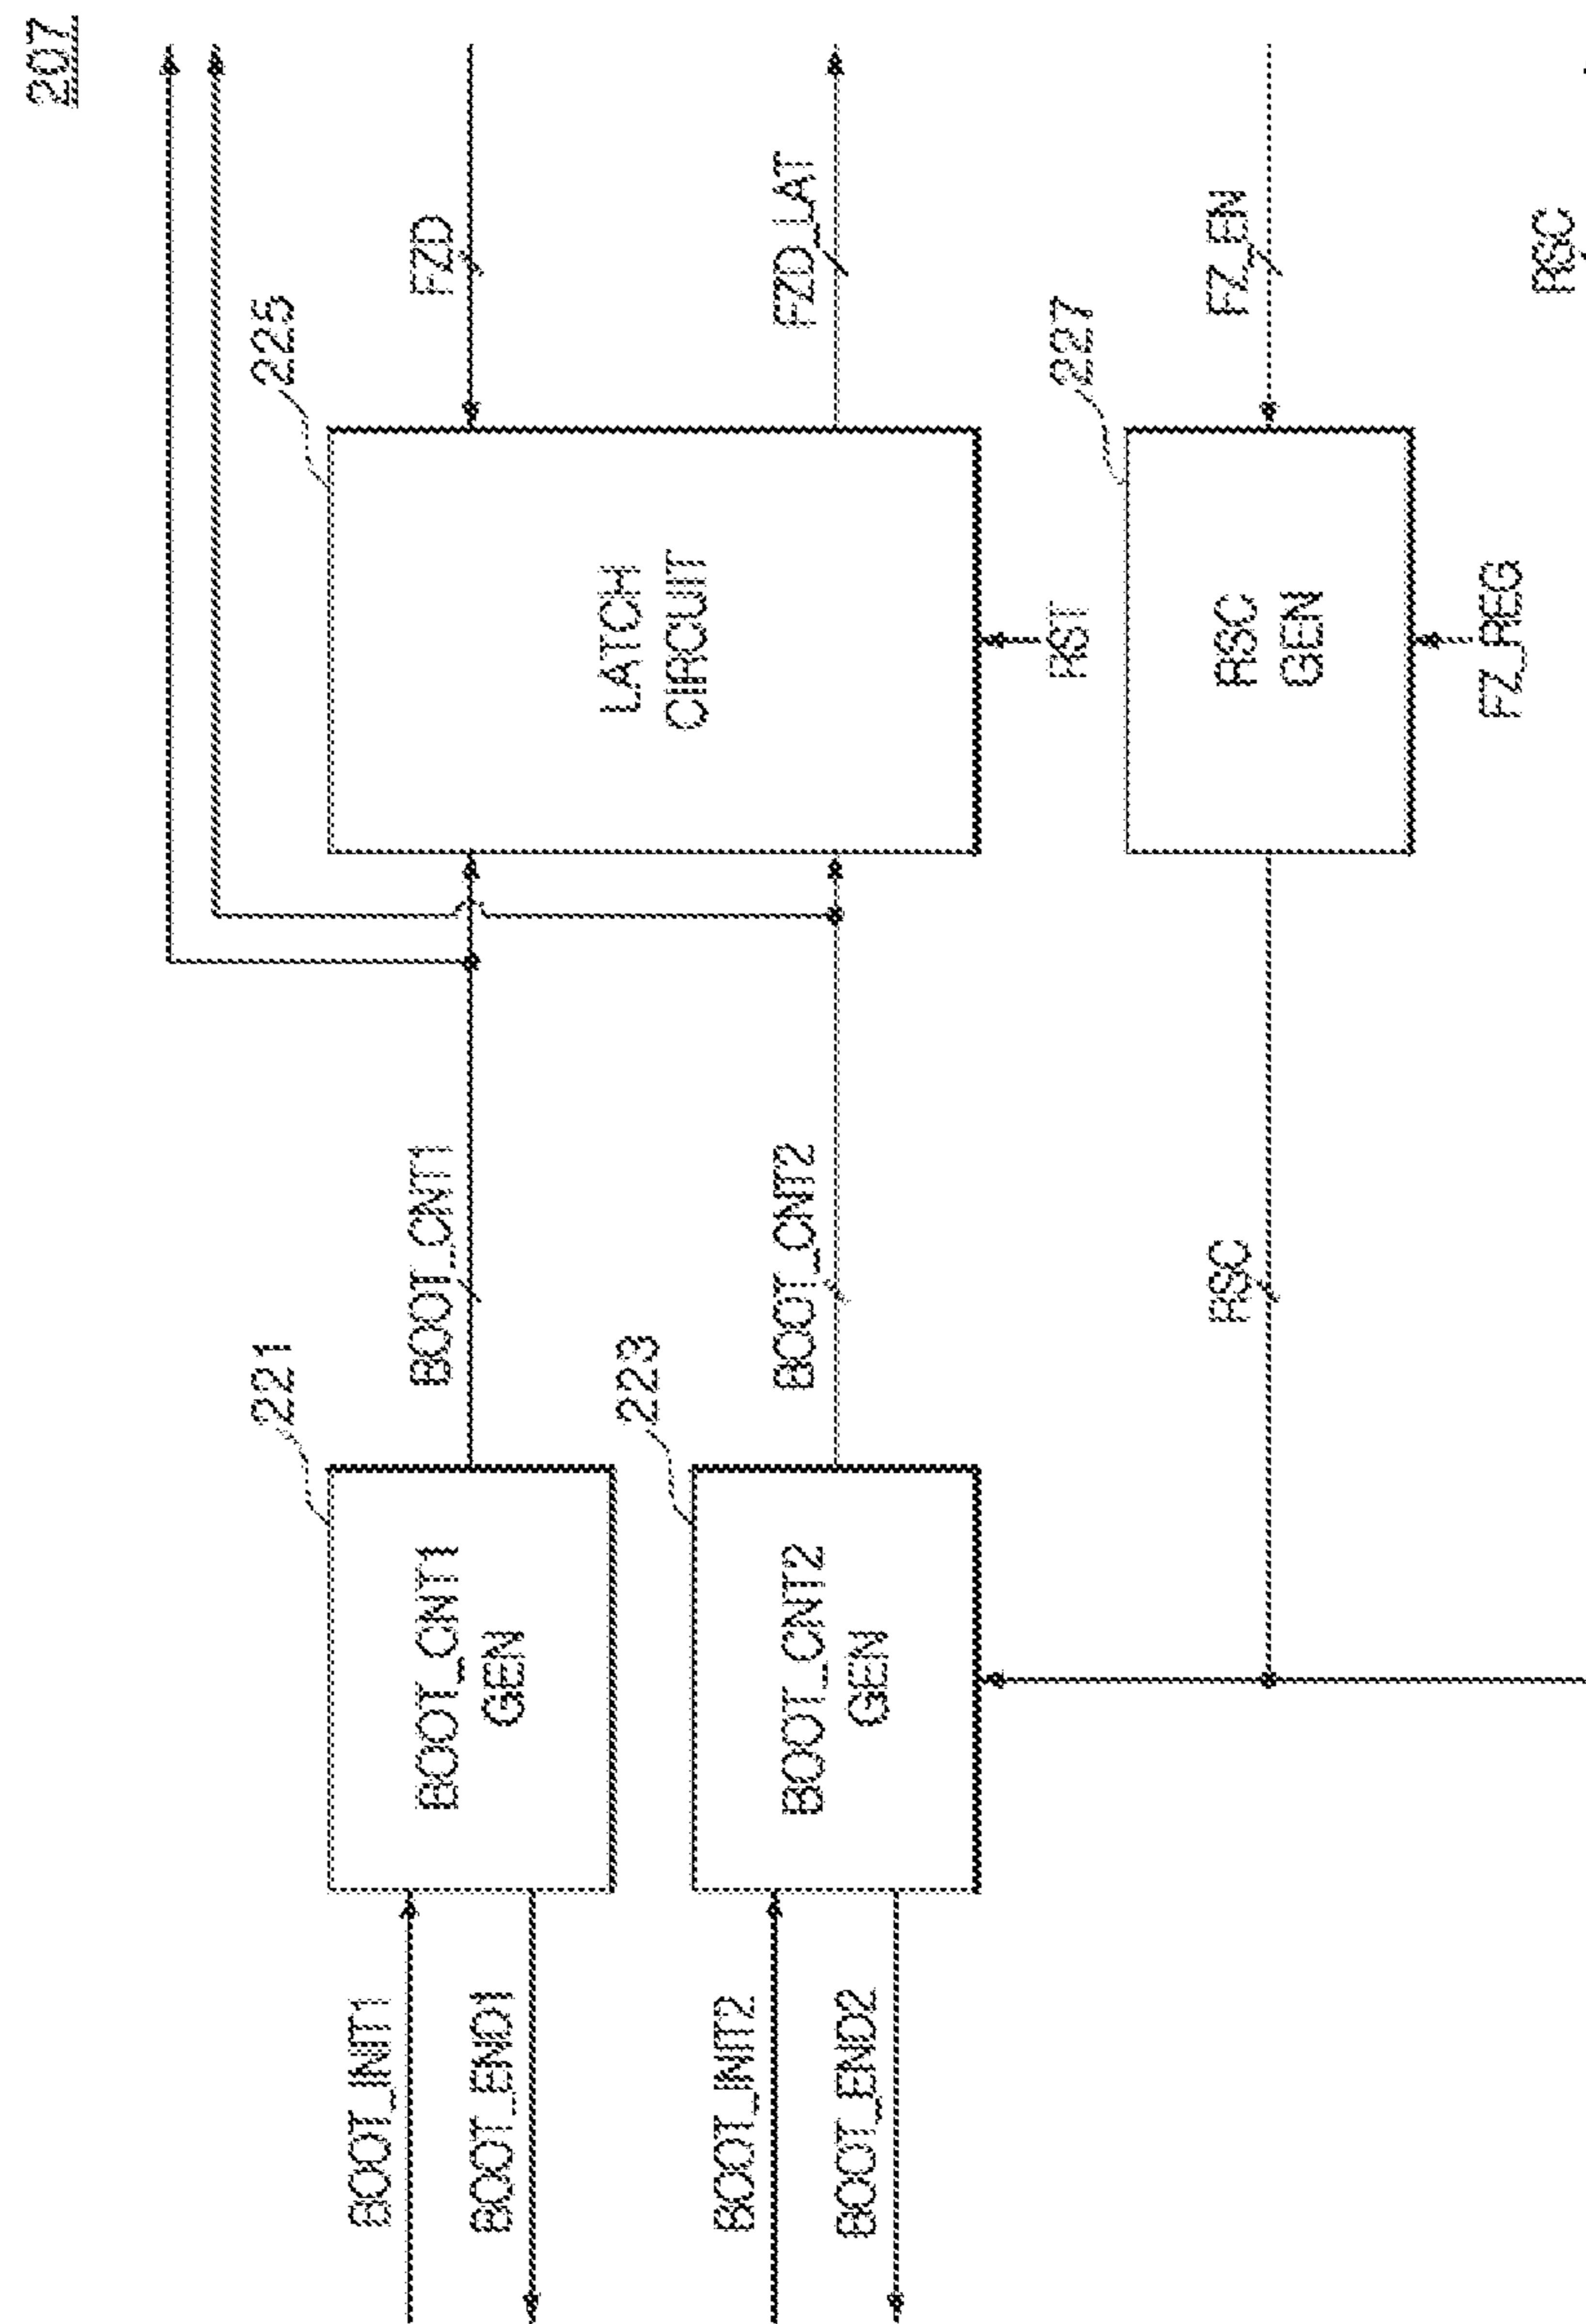 207
BOOT_INIT1
BOOT_END1
221
BOOT_CNT1
GEN
BOOT_CNT1
225
LATCH
CIRCUIT
FZD
BOOT_INIT2
BOOT_END2
223
BOOT_CNT2
GEN
BOOT_CNT2
FZD_LAT
RST
RSC
227
RSC
GEN
FZ_EN
FZ_REG
RSC